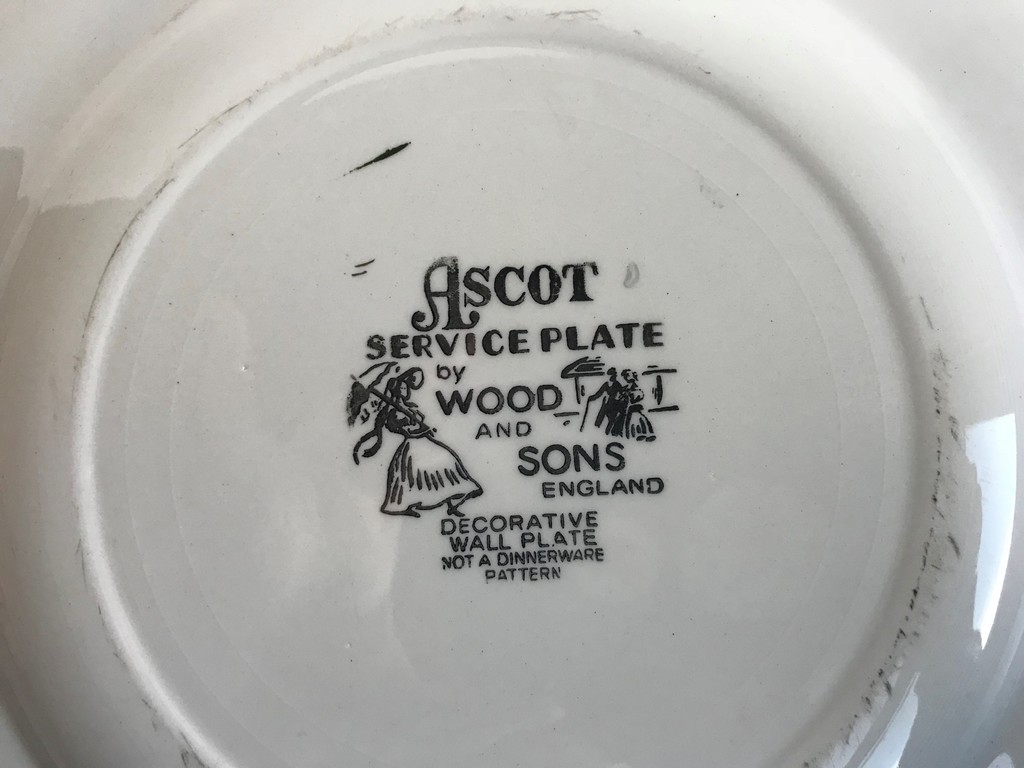 ASCOT
SERVICE PLATE
by
WOOD
AND
SONS
ENGLAND
DECORATIVE
WALL PLATE
NOT A DINNERWARE
PATTERN